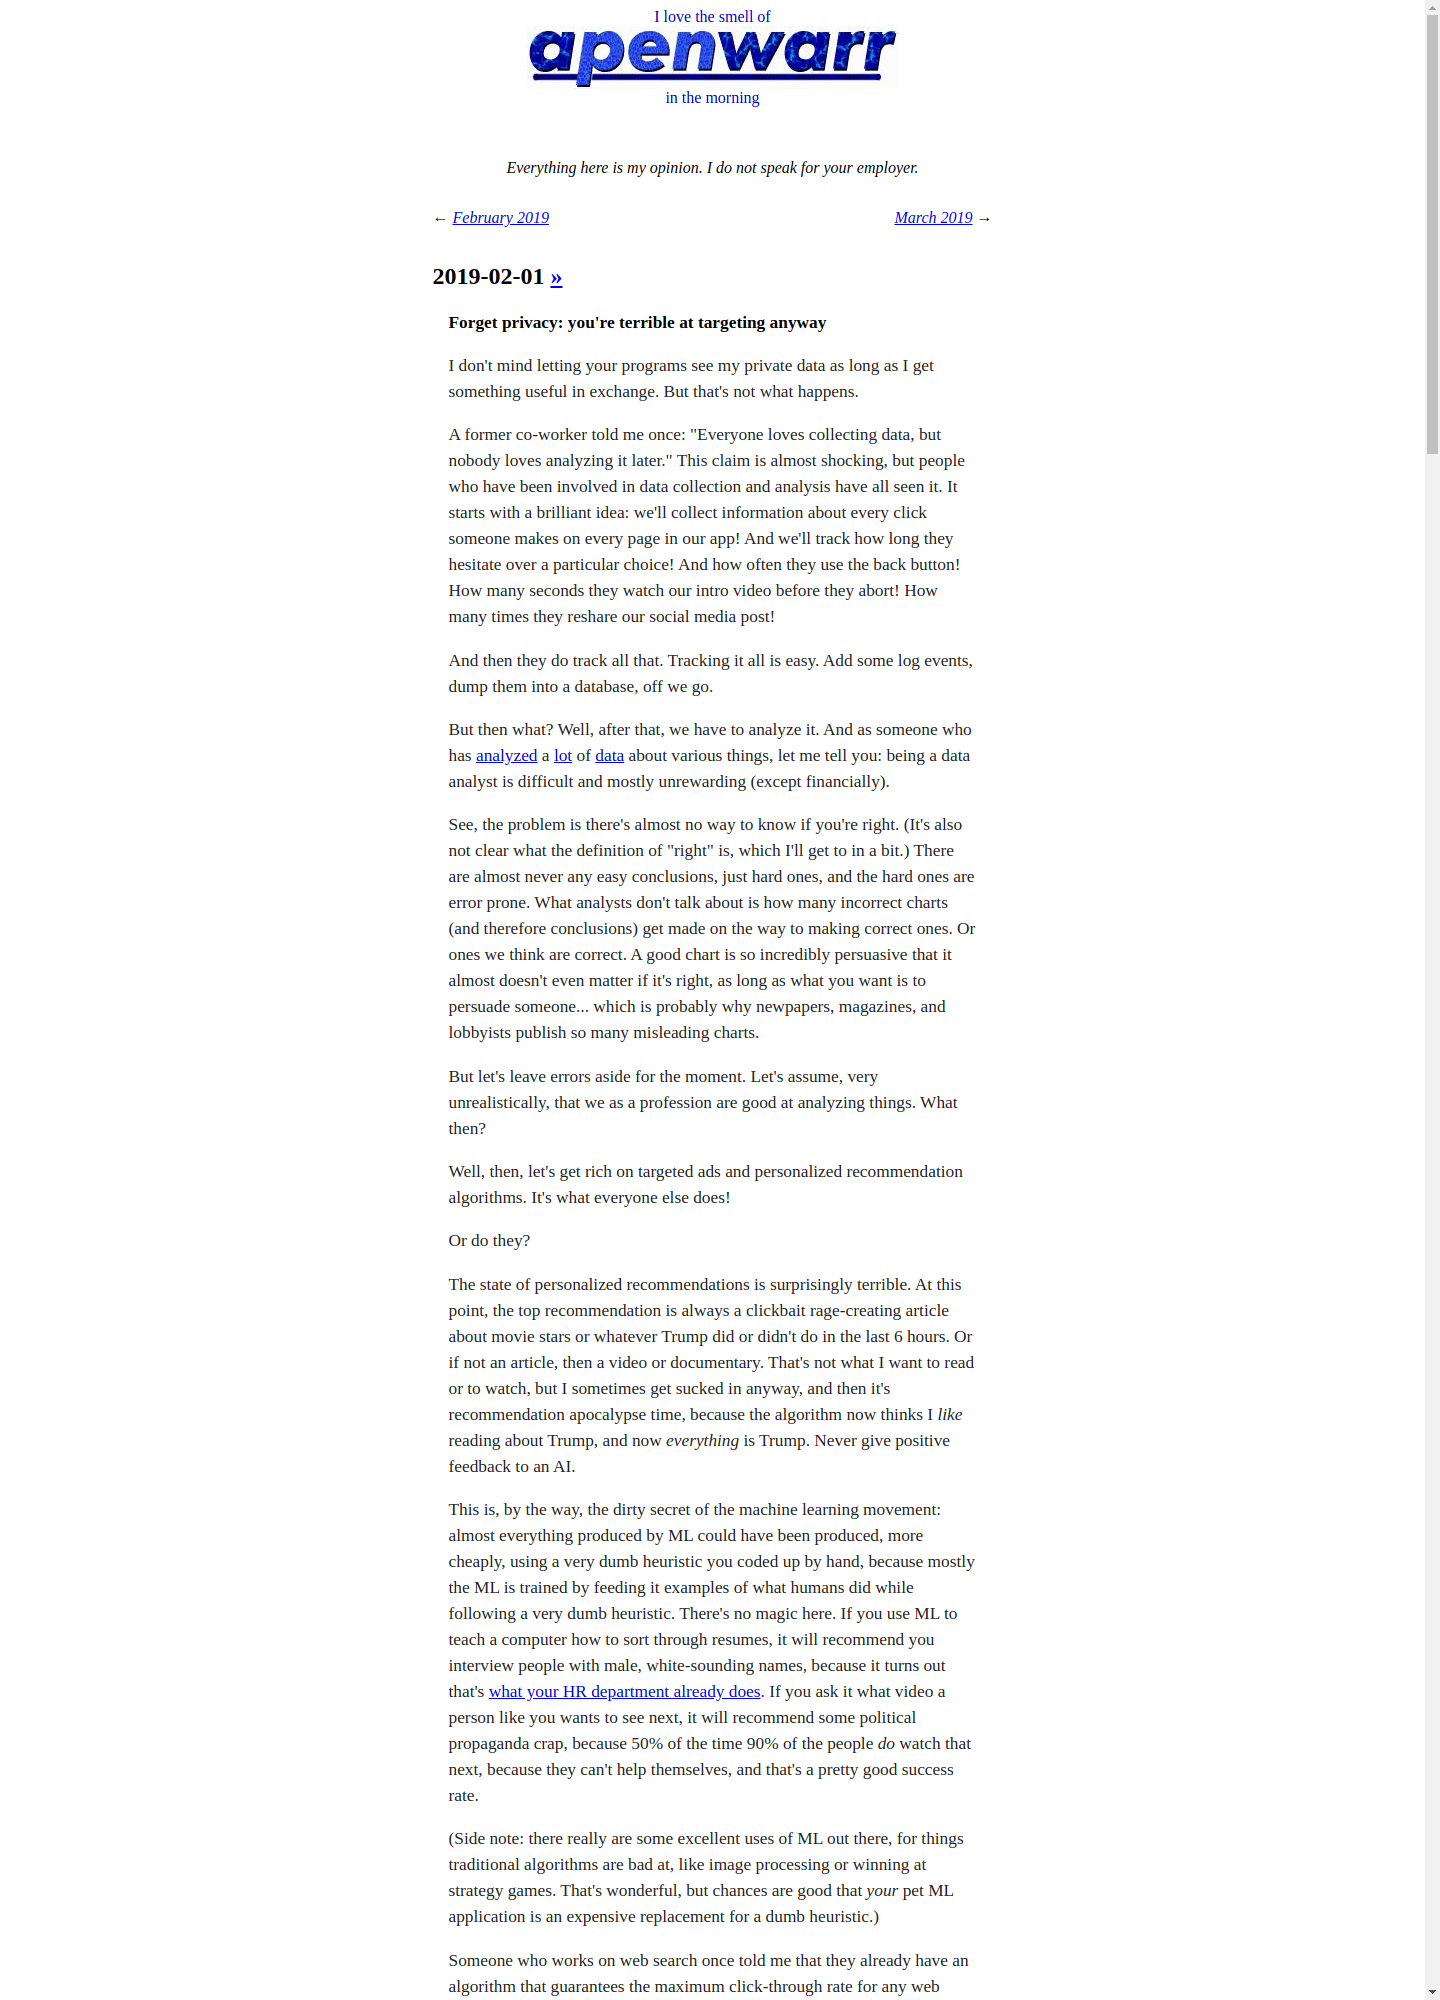 I love the smell of
apenwarr
in the morning
Everything here is my opinion. I do not speak for your employer.
← February 2019 March 2019 →
2019-02-01 »
Forget privacy: you're terrible at targeting anyway
I don't mind letting your programs see my private data as long as I get
something useful in exchange. But that's not what happens.
A former co-worker told me once: "Everyone loves collecting data, but
nobody loves analyzing it later." This claim is almost shocking, but people
who have been involved in data collection and analysis have all seen it. It
starts with a brilliant idea: we'll collect information about every click
someone makes on every page in our app! And we'll track how long they
hesitate over a particular choice! And how often they use the back button!
How many seconds they watch our intro video before they abort! How
many times they reshare our social media post!
And then they do track all that. Tracking it all is easy. Add some log events,
dump them into a database, off we go.
But then what? Well, after that, we have to analyze it. And as someone who
has analyzed a lot of data about various things, let me tell you: being a data
analyst is difficult and mostly unrewarding (except financially).
See, the problem is there's almost no way to know if you're right. (It's also
not clear what the definition of "right" is, which I'll get to in a bit.) There
are almost never any easy conclusions, just hard ones, and the hard ones are
error prone. What analysts don't talk about is how many incorrect charts
(and therefore conclusions) get made on the way to making correct ones. Or
ones we think are correct. A good chart is so incredibly persuasive that it
almost doesn't even matter if it's right, as long as what you want is to
persuade someone... which is probably why newpapers, magazines, and
lobbyists publish so many misleading charts.
But let's leave errors aside for the moment. Let's assume, very
unrealistically, that we as a profession are good at analyzing things. What
then?
Well, then, let's get rich on targeted ads and personalized recommendation
algorithms. It's what everyone else does!
Or do they?
The state of personalized recommendations is surprisingly terrible. At this
point, the top recommendation is always a clickbait rage-creating article
about movie stars or whatever Trump did or didn't do in the last 6 hours. Or
if not an article, then a video or documentary. That's not what I want to read
or to watch, but I sometimes get sucked in anyway, and then it's
recommendation apocalypse time, because the algorithm now thinks I like
reading about Trump, and now everything is Trump. Never give positive
feedback to an AI.
This is, by the way, the dirty secret of the machine learning movement:
almost everything produced by ML could have been produced, more
cheaply, using a very dumb heuristic you coded up by hand, because mostly
the ML is trained by feeding it examples of what humans did while
following a very dumb heuristic. There's no magic here. If you use ML to
teach a computer how to sort through resumes, it will recommend you
interview people with male, white-sounding names, because it turns out
that's what your HR department already does. If you ask it what video a
person like you wants to see next, it will recommend some political
propaganda crap, because 50% of the time 90% of the people do watch that
next, because they can't help themselves, and that's a pretty good success
rate.
(Side note: there really are some excellent uses of ML out there, for things
traditional algorithms are bad at, like image processing or winning at
strategy games. That's wonderful, but chances are good that your pet ML
application is an expensive replacement for a dumb heuristic.)
Someone who works on web search once told me that they already have an
algorithm that guarantees the maximum click-through rate for any web